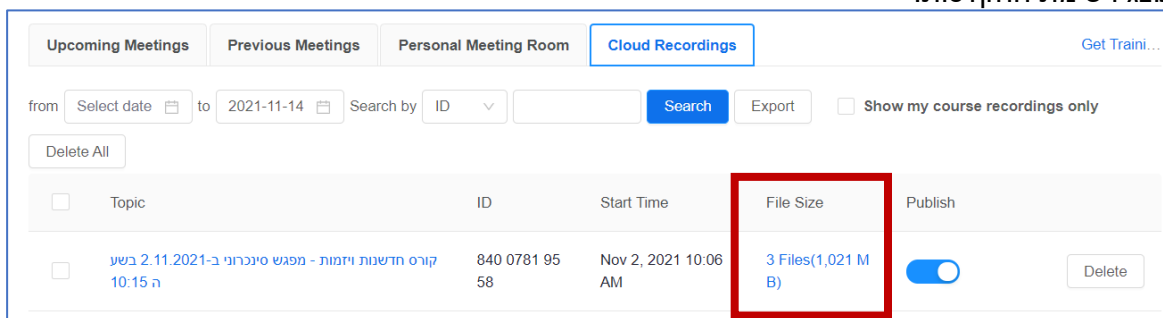 Upcoming Meetings Previous Meetings Personal Meeting Room Cloud Recordings Get Traini...
from Select date to 2021-11-14 Search by ID Search Export Show my course recordings only
Delete All
Topic ID Start Time File Size Publish
קורס חדשנות ויזמות - מפגש סינכרוני ב-2.11.2021 בשע 840 0781 95 Nov 2, 2021 10:06 3 Files(1,021 M
ה 10:15 58 AM B) Delete